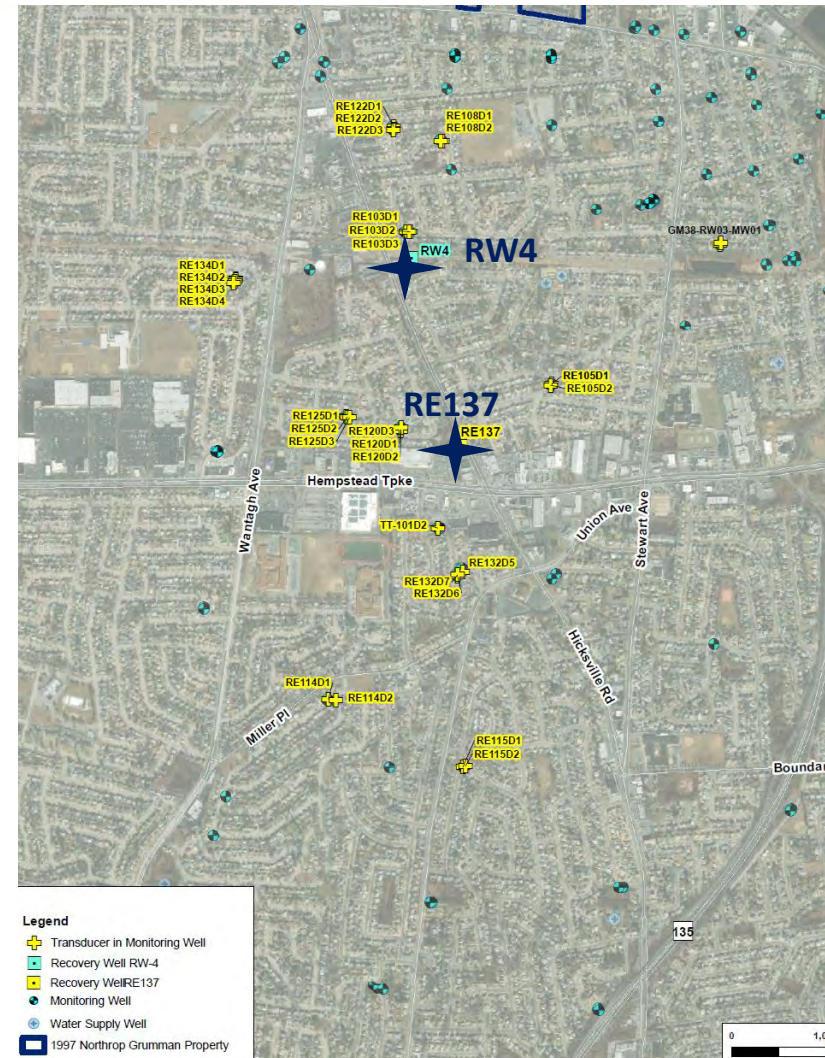 RE122D1
RE122D2
RE122D3
RE108D1
RE108D2
RE103D1
RE103D2
RE103D3
RW4
RW4
GM38-RW03-MW01
RE134D1
RE134D2
RE134D3
RE134D4
RE105D1
RE105D2
RE137
RE125D1
RE125D2
RE125D3
RE120D3
RE120D1
RE120D2
RE137
Hempstead Tpke
Wantagh Ave
Union Ave
Stewart Ave
TT-101D2
RE132D5
RE132D7
RE132D6
Hicksville Rd
RE114D1
RE114D2
Miller Pl
RE115D1
RE115D2
Boundar
135
Legend
Transducer in Monitoring Well
Recovery Well RW-4
Recovery WellRE137
Monitoring Well
Water Supply Well
1997 Northrop Grumman Property
0 1,0